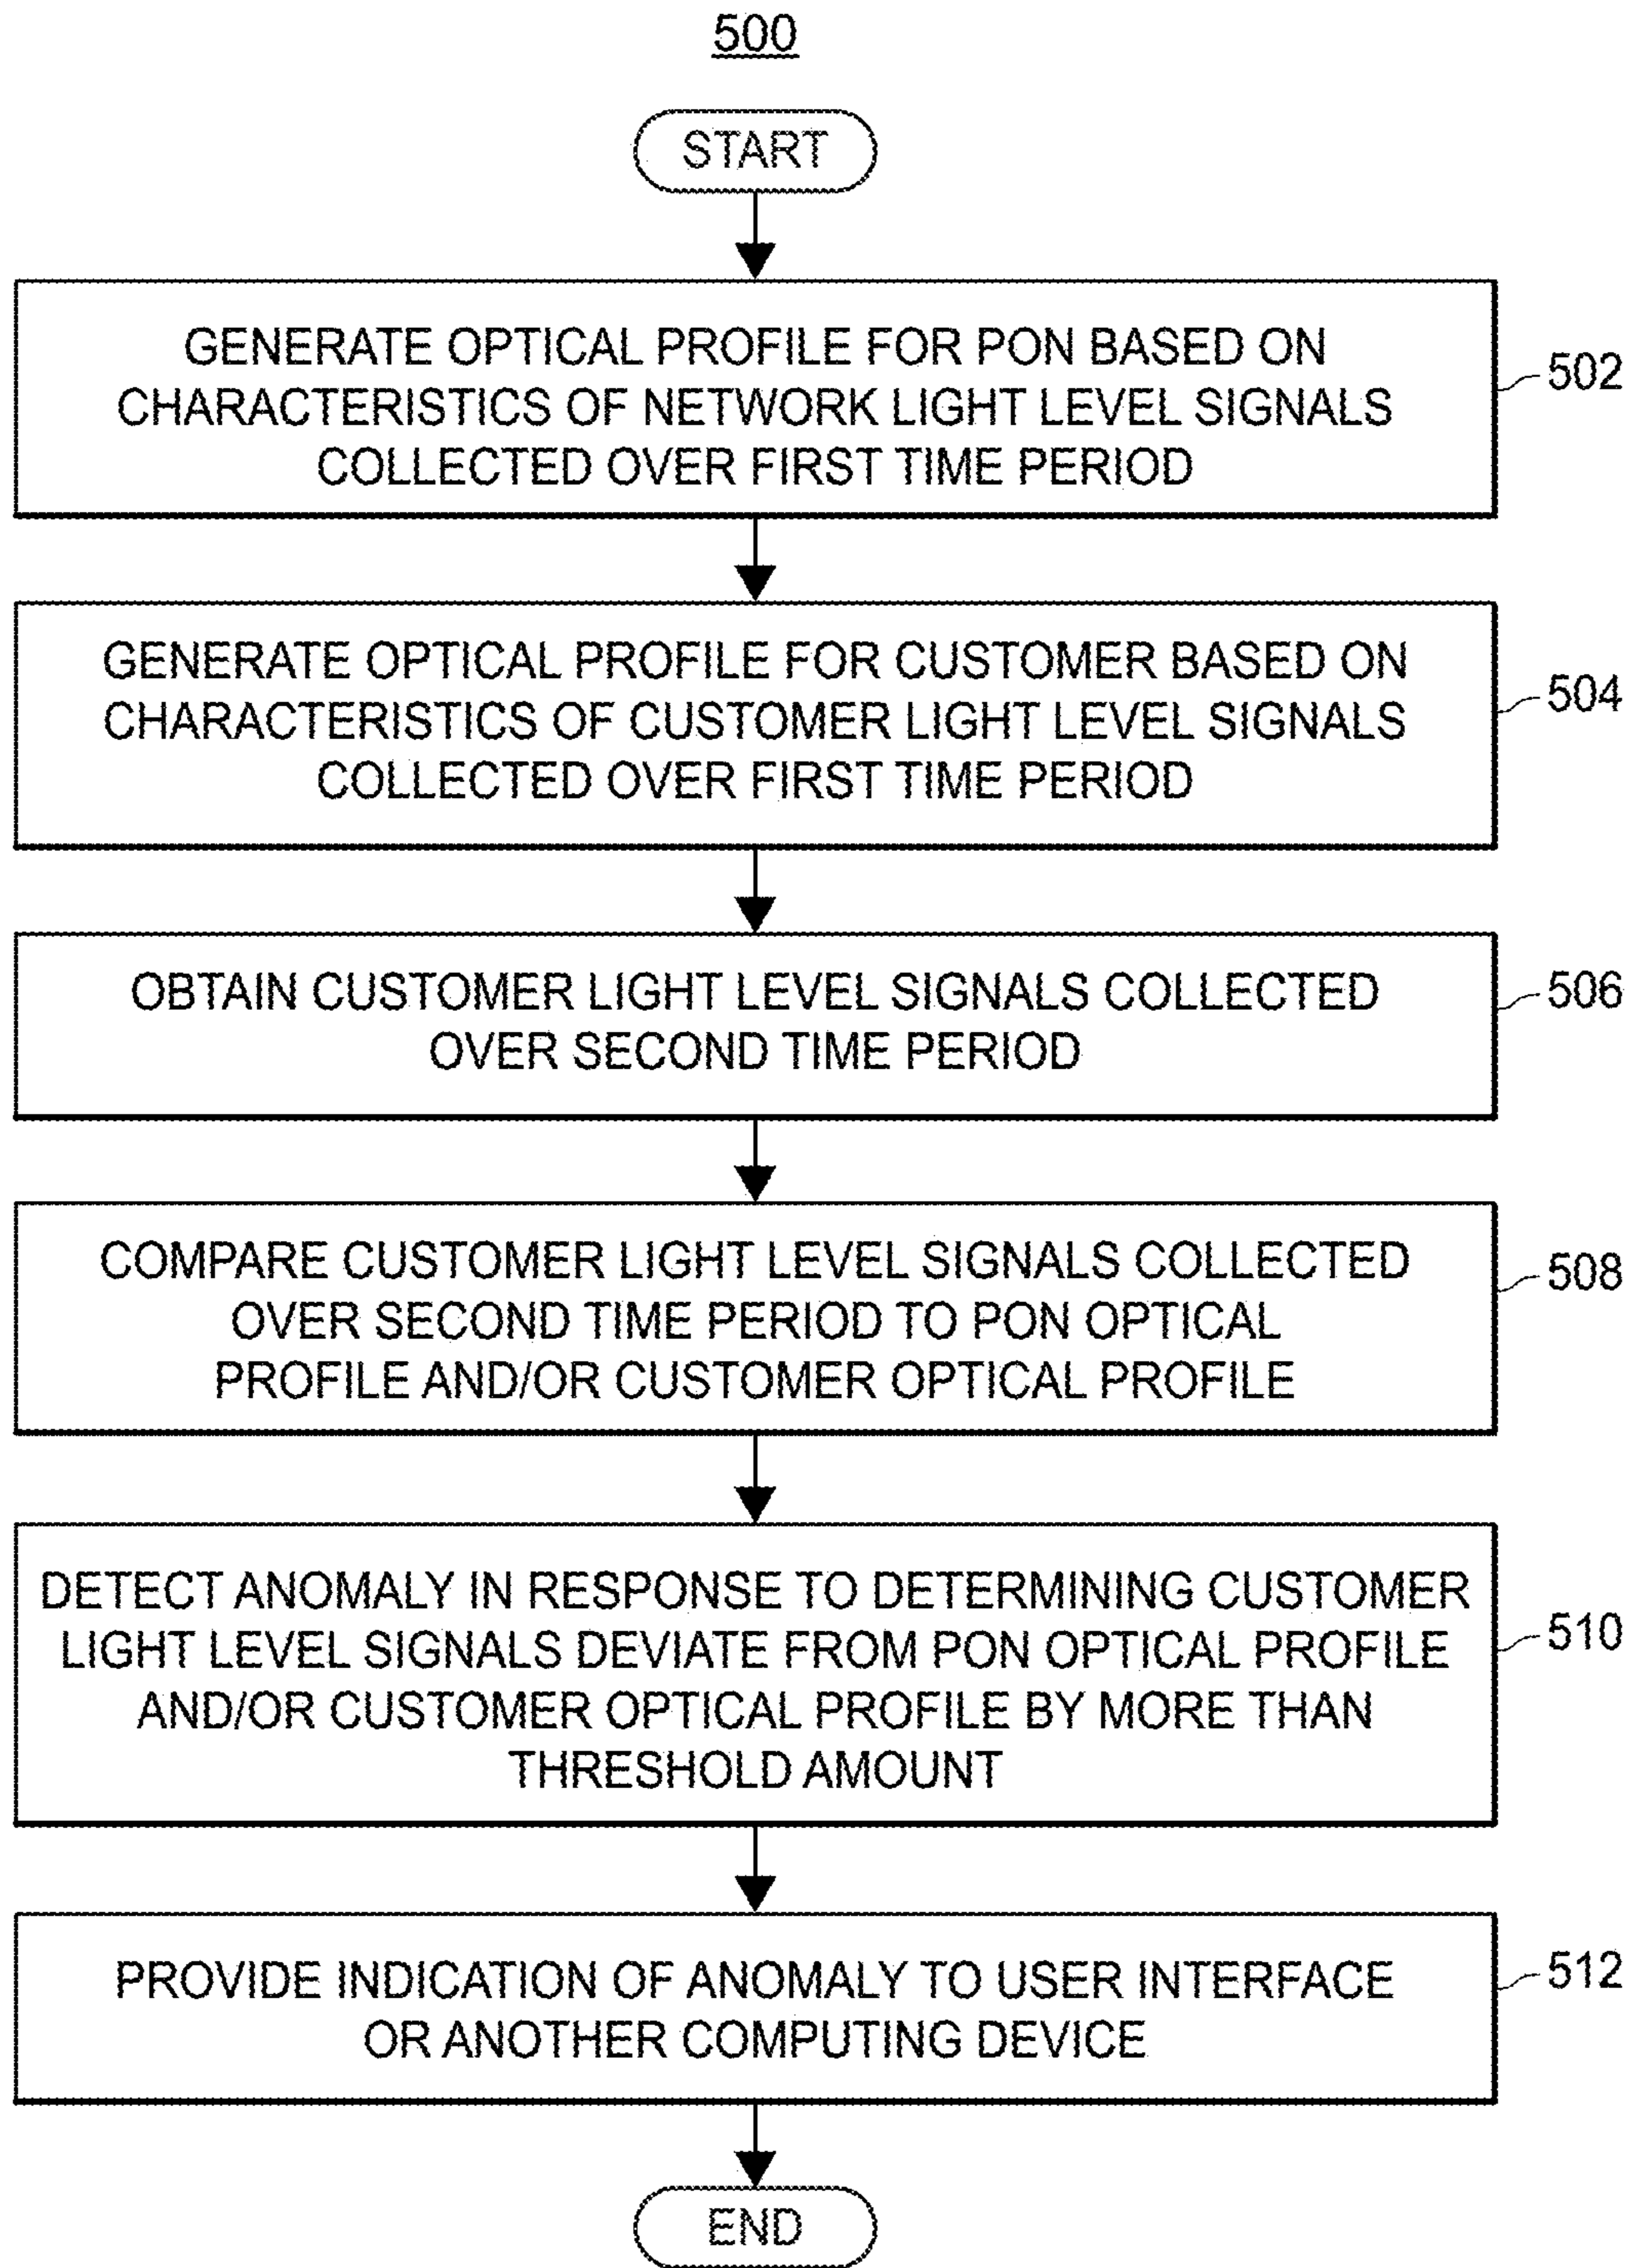 500
START
GENERATE OPTICAL PROFILE FOR PON BASED ON
CHARACTERISTICS OF NETWORK LIGHT LEVEL SIGNALS
COLLECTED OVER FIRST TIME PERIOD
502
GENERATE OPTICAL PROFILE FOR CUSTOMER BASED ON
CHARACTERISTICS OF CUSTOMER LIGHT LEVEL SIGNALS
COLLECTED OVER FIRST TIME PERIOD
504
OBTAIN CUSTOMER LIGHT LEVEL SIGNALS COLLECTED
OVER SECOND TIME PERIOD
506
COMPARE CUSTOMER LIGHT LEVEL SIGNALS COLLECTED
OVER SECOND TIME PERIOD TO PON OPTICAL
PROFILE AND/OR CUSTOMER OPTICAL PROFILE
508
DETECT ANOMALY IN RESPONSE TO DETERMINING CUSTOMER
LIGHT LEVEL SIGNALS DEVIATE FROM PON OPTICAL PROFILE
AND/OR CUSTOMER OPTICAL PROFILE BY MORE THAN
THRESHOLD AMOUNT
510
PROVIDE INDICATION OF ANOMALY TO USER INTERFACE
OR ANOTHER COMPUTING DEVICE
512
END